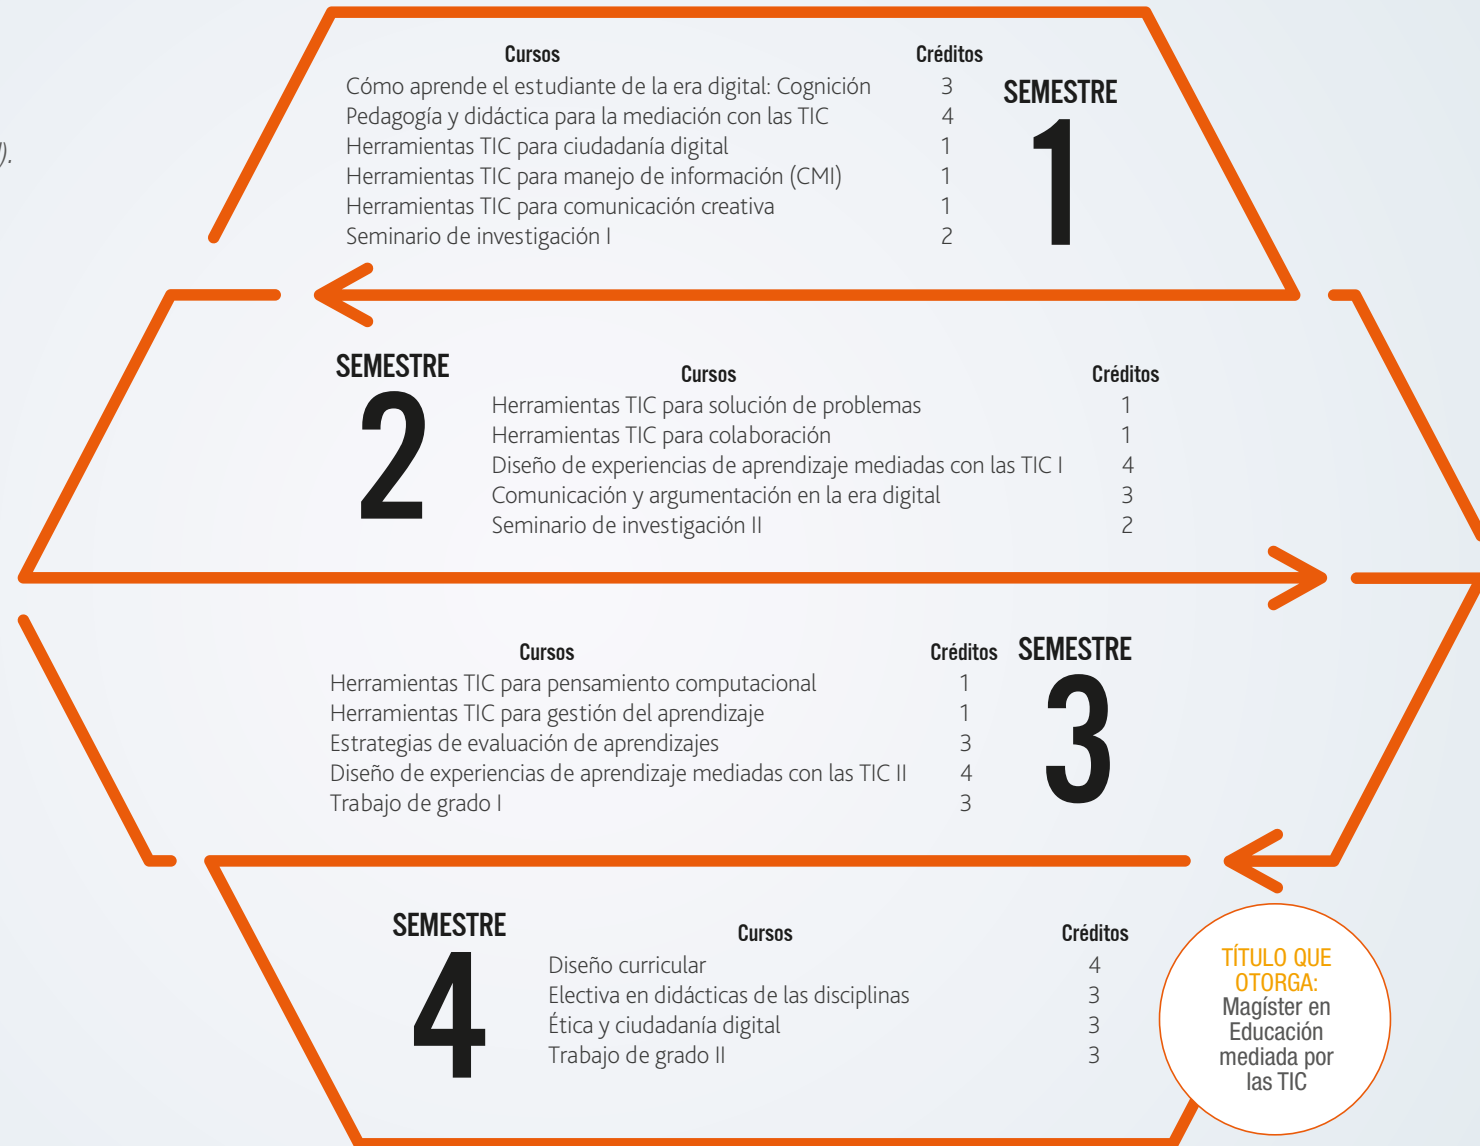 ).
Cursos Créditos
Cómo aprende el estudiante de la era digital: Cognición 3
Pedagogía y didáctica para la mediación con las TIC 4
Herramientas TIC para ciudadanía digital 1
Herramientas TIC para manejo de información (CMI) 1
Herramientas TIC para comunicación creativa 1
Seminario de investigación I 2
SEMESTRE
1
SEMESTRE
2
Cursos Créditos
Herramientas TIC para solución de problemas 1
Herramientas TIC para colaboración 1
Diseño de experiencias de aprendizaje mediadas con las TIC I 4
Comunicación y argumentación en la era digital 3
Seminario de investigación II 2
Cursos Créditos
Herramientas TIC para pensamiento computacional 1
Herramientas TIC para gestión del aprendizaje 1
Estrategias de evaluación de aprendizajes 3
Diseño de experiencias de aprendizaje mediadas con las TIC II 4
Trabajo de grado I 3
SEMESTRE
3
SEMESTRE
4
Cursos Créditos
Diseño curricular 4
Electiva en didácticas de las disciplinas 3
Ética y ciudadanía digital 3
Trabajo de grado II 3
TÍTULO QUE
OTORGA:
Magíster en
Educación
mediada por
las TIC